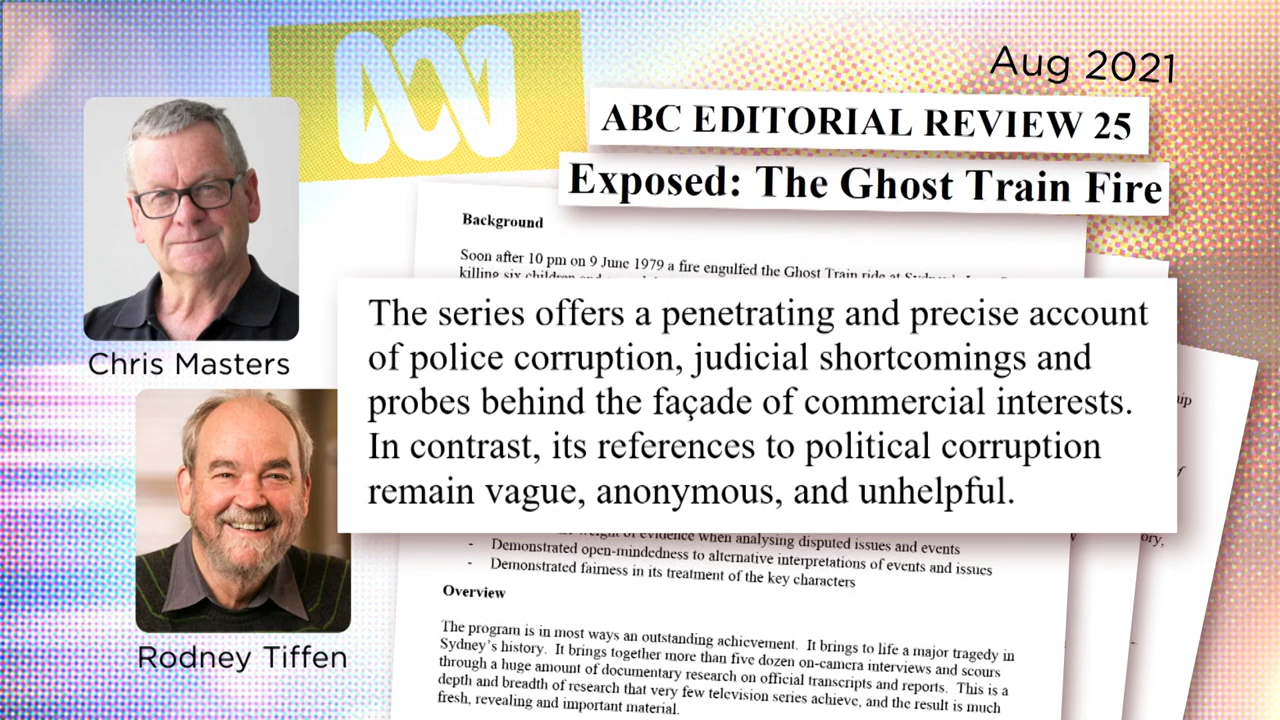 Aug 2021
ABC EDITORIAL REVIEW 25
Exposed: The Ghost Train Fire
Chris Masters
Rodney Tiffen
Background
Soon after 10 pm on 9 June 1979 a fire engulfed the Ghost Train ride at
killing six children
The series offers a penetrating and precise account
of police corruption, judicial shortcomings and
probes behind the façade of commercial interests.
In contrast, its references to political corruption
remain vague, anonymous, and unhelpful.
weight of evidence when analysing disputed issues and events
- Demonstrated open-mindedness to alternative interpretations of events and issues
- Demonstrated fairness in its treatment of the key characters
Overview
The program is in most ways an outstanding achievement. It brings to life a major tragedy in
Sydney's history. It brings together more than five dozen on-camera interviews and scours
through a huge amount of documentary research on official transcripts and reports. This is a
depth and breadth of research that very few television series achieve, and the result is much
fresh, revealing and important material.